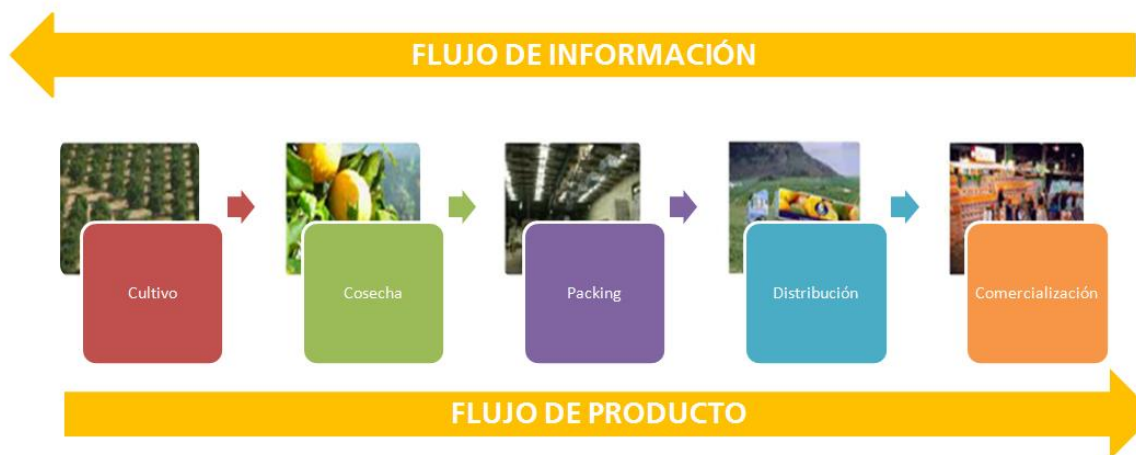 FLUJO DE INFORMACIÓN
Cultivo
Cosecha
Packing
Distribución
Comercialización
FLUJO DE PRODUCTO